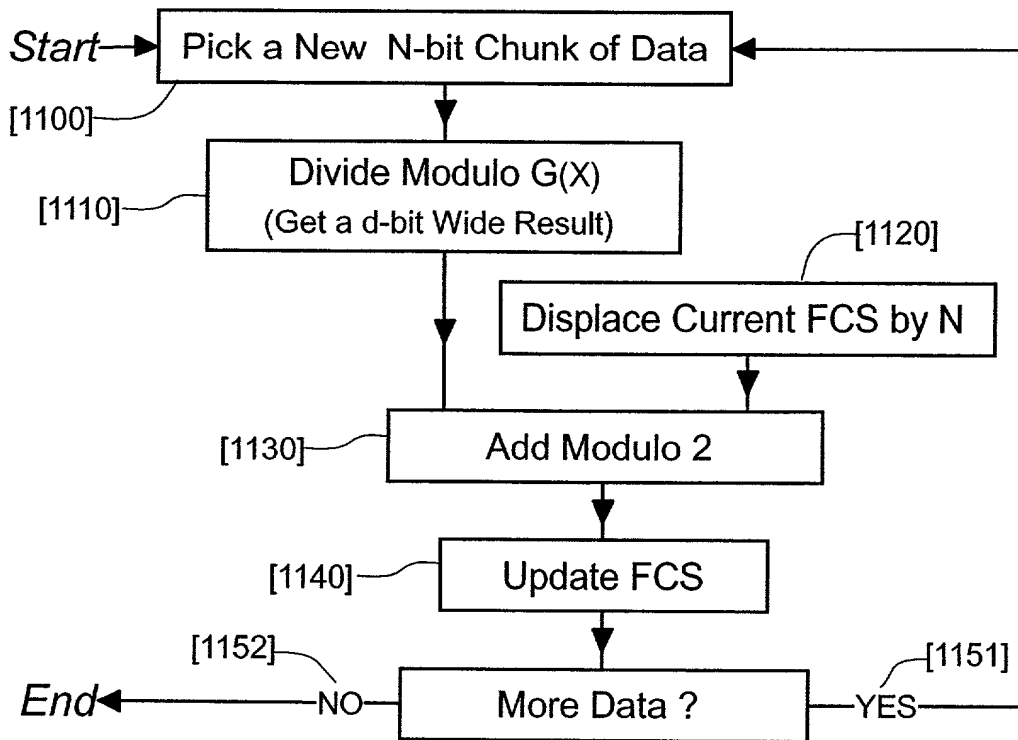 Start
Pick a New N-bit Chunk of Data
[1100]
Divide Modulo G(X)
(Get a d-bit Wide Result)
[1110]
[1120]
Displace Current FCS by N
[1130]
Add Modulo 2
[1140]
Update FCS
[1152]
[1151]
End
NO
More Data ?
YES